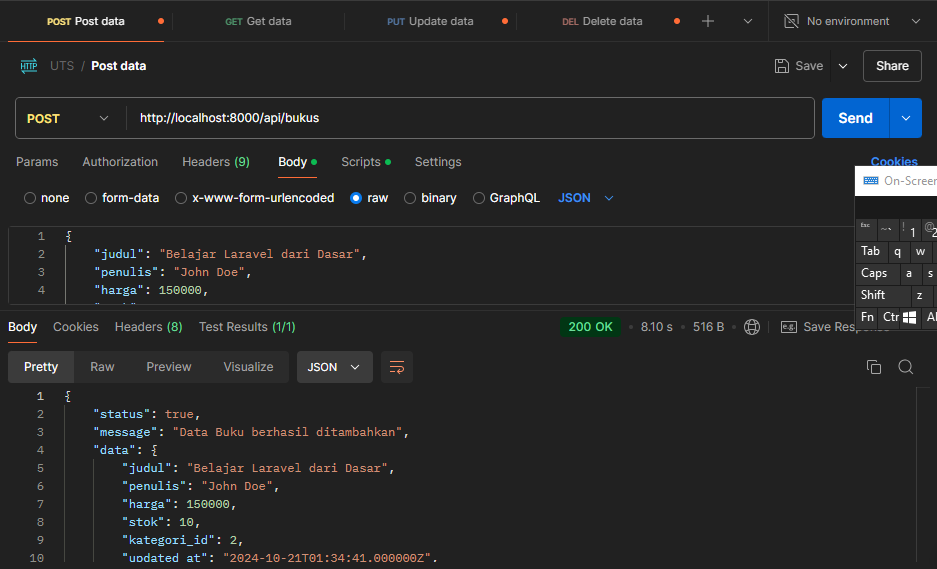 POST Post data GET Get data PUT Update data DEL Delete data No environment
HTTP UTS / Post data Save Share
POST http://localhost:8000/api/bukus Send
Params Authorization Headers (9) Body Scripts Settings Cookies
none form-data x-www-form-urlencoded raw binary GraphQL JSON
On-Screen
1 {
2 "judul": "Belajar Laravel dari Dasar",
3 "penulis": "John Doe",
4 "harga": 150000,
Esc ~ ` ! 1 @ 2
Tab q w
Caps a s
Shift z
Fn Ctr Al
Body Cookies Headers (8) Test Results (1/1) 200 OK 8.10 s 516 B e.g. Save Response
Pretty Raw Preview Visualize JSON
1 {
2 "status": true,
3 "message": "Data Buku berhasil ditambahkan",
4 "data": {
5 "judul": "Belajar Laravel dari Dasar",
6 "penulis": "John Doe",
7 "harga": 150000,
8 "stok": 10,
9 "kategori_id": 2,
10 "updated_at": "2024-10-21T01:34:41.000000Z",